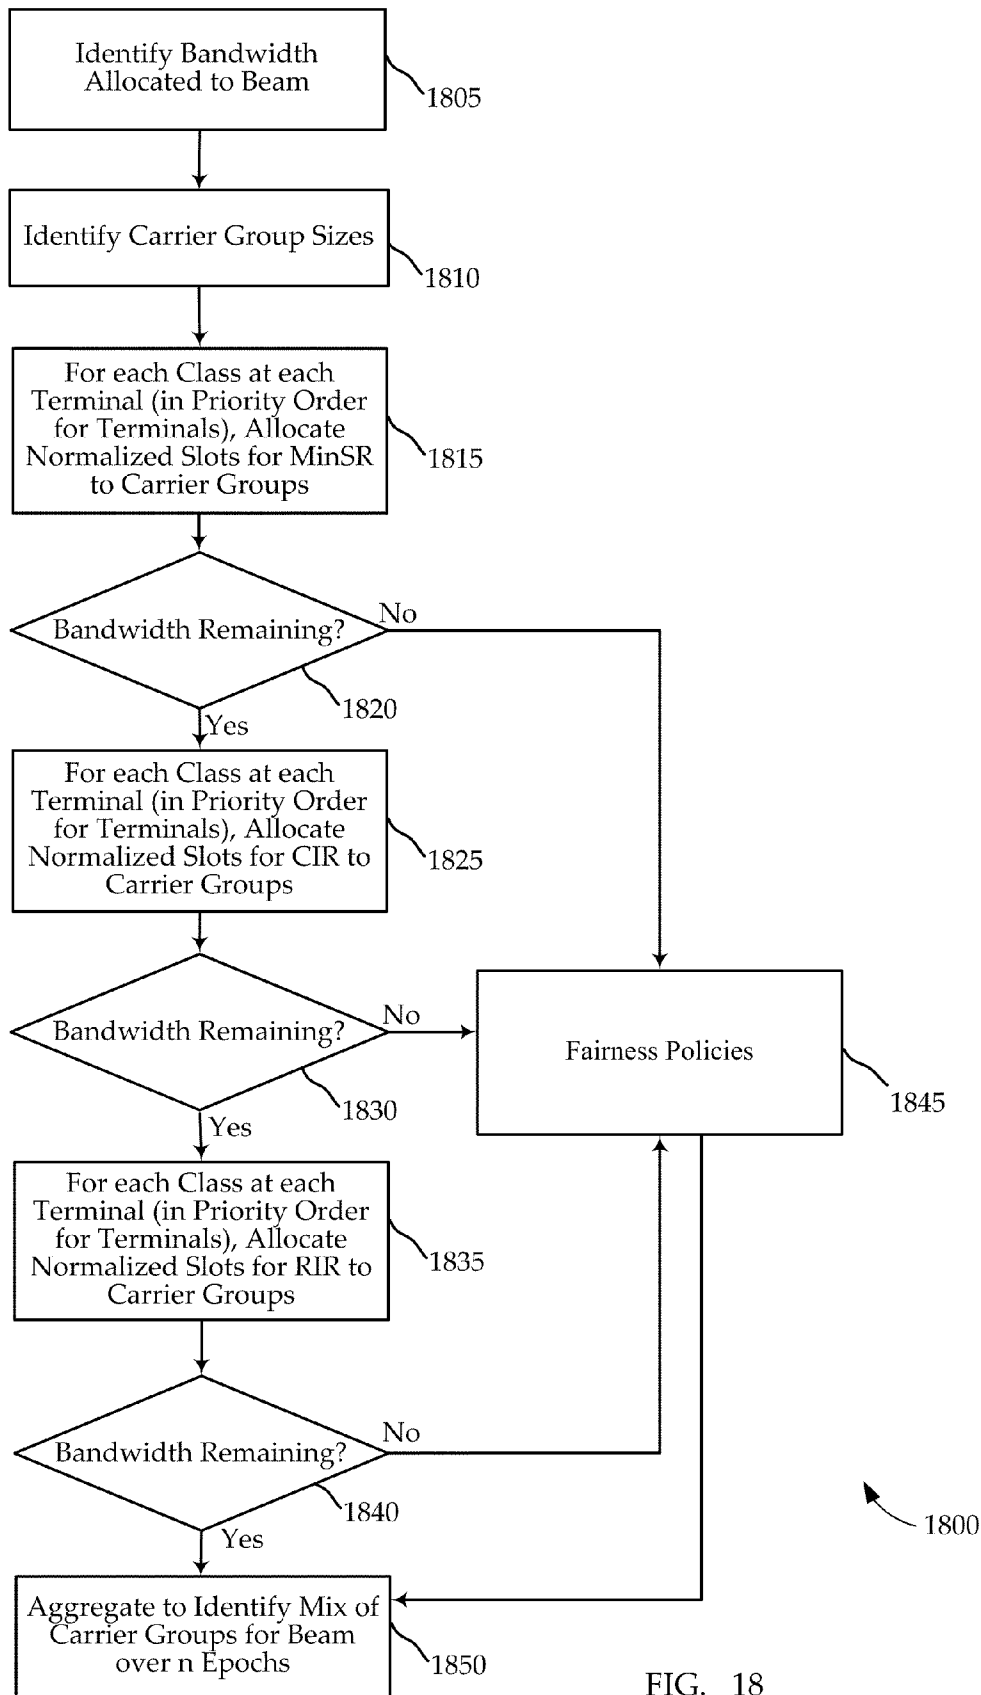 Identify Bandwidth
Allocated to Beam
1805
Identify Carrier Group Sizes
1810
For each Class at each
Terminal (in Priority Order
for Terminals), Allocate
Normalized Slots for MinSR
to Carrier Groups
1815
Bandwidth Remaining?
No
1820
Yes
For each Class at each
Terminal (in Priority Order
for Terminals), Allocate
Normalized Slots for CIR to
Carrier Groups
1825
Bandwidth Remaining?
No
1830
Yes
Fairness Policies
1845
For each Class at each
Terminal (in Priority Order
for Terminals), Allocate
Normalized Slots for RIR to
Carrier Groups
1835
Bandwidth Remaining?
No
1840
Yes
1800
Aggregate to Identify Mix of
Carrier Groups for Beam
over n Epochs
1850
FIG. 18